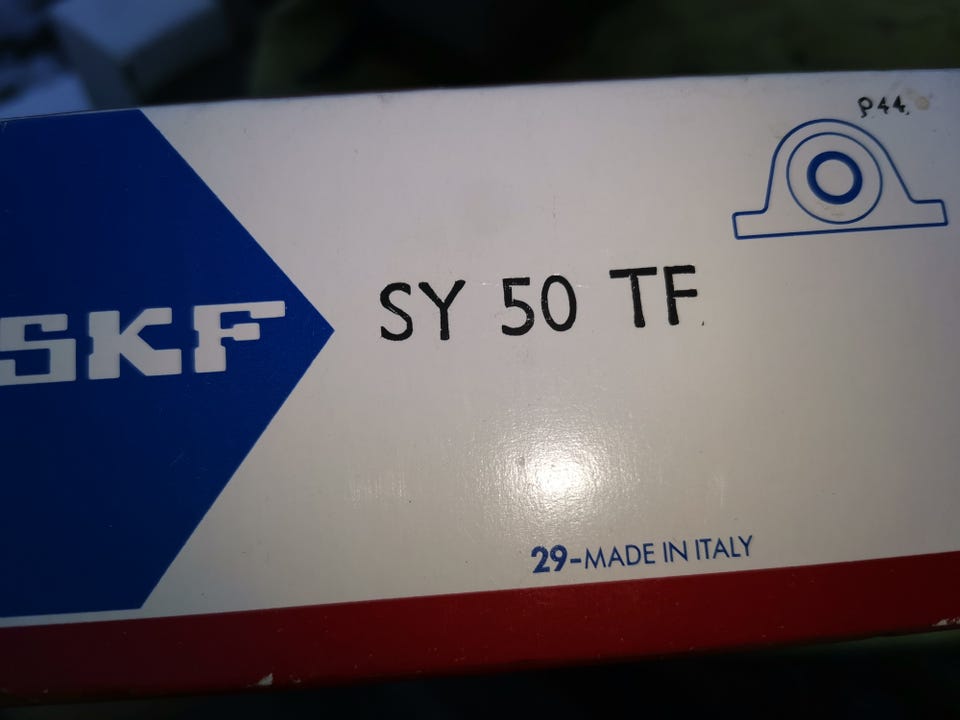 P44
SKF
SY 50 TF
29-MADE IN ITALY